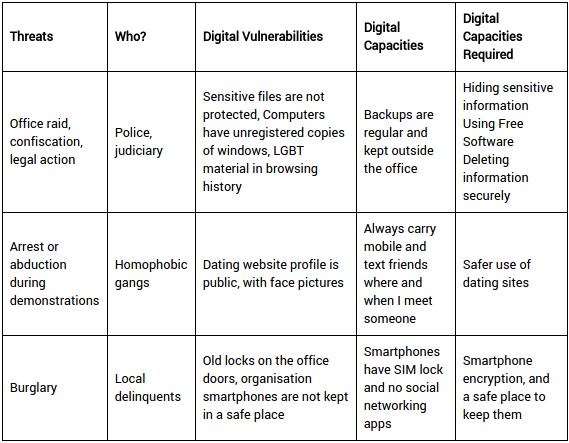 Threats
Who?
Digital Vulnerabilities
Digital
Capacities
Digital
Capacities
Required
Office raid,
confiscation,
legal action
Police,
judiciary
Sensitive files are not
protected, Computers
have unregistered copies
of windows, LGBT
material in browsing
history
Backups are
regular and
kept outside
the office
Hiding sensitive
information
Using Free
Software
Deleting
information
securely
Arrest or
abduction
during
demonstrations
Homophobic
gangs
Dating website profile is
public, with face pictures
Always carry
mobile and
text friends
where and
when I meet
someone
Safer use of
dating sites
Burglary
Local
delinquents
Old locks on the office
doors, organisation
smartphones are not kept
in a safe place
Smartphones
have SIM lock
and no social
networking
apps
Smartphone
encryption, and
a safe place to
keep them